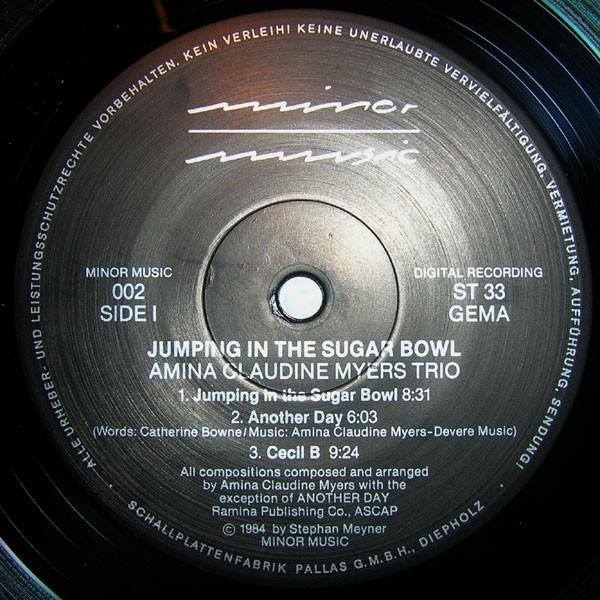 ALLE URHEBER- UND LEISTUNGSSCHUTZRECHTE VORBEHALTEN. KEIN VERLEIH! KEINE UNERLAUBTE VERVIELFÄLTIGUNG, VERMIETUNG, AUFFÜHRUNG, SENDUNG!
minor
music
MINOR MUSIC
002
SIDE I
DIGITAL RECORDING
ST 33
GEMA
JUMPING IN THE SUGAR BOWL
AMINA CLAUDINE MYERS TRIO
1. Jumping in the Sugar Bowl 8:31
2. Another Day 6:03
(Words: Catherine Bowne/Music: Amina Claudine Myers-Devere Music)
3. Cecil B 9:24
All compositions composed and arranged
by Amina Claudine Myers with the
exception of ANOTHER DAY
Ramina Publishing Co., ASCAP
© 1984 by Stephan Meyner
MINOR MUSIC
SCHALLPLATTENFABRIK PALLAS G.M.B.H., DIEPHOLZ